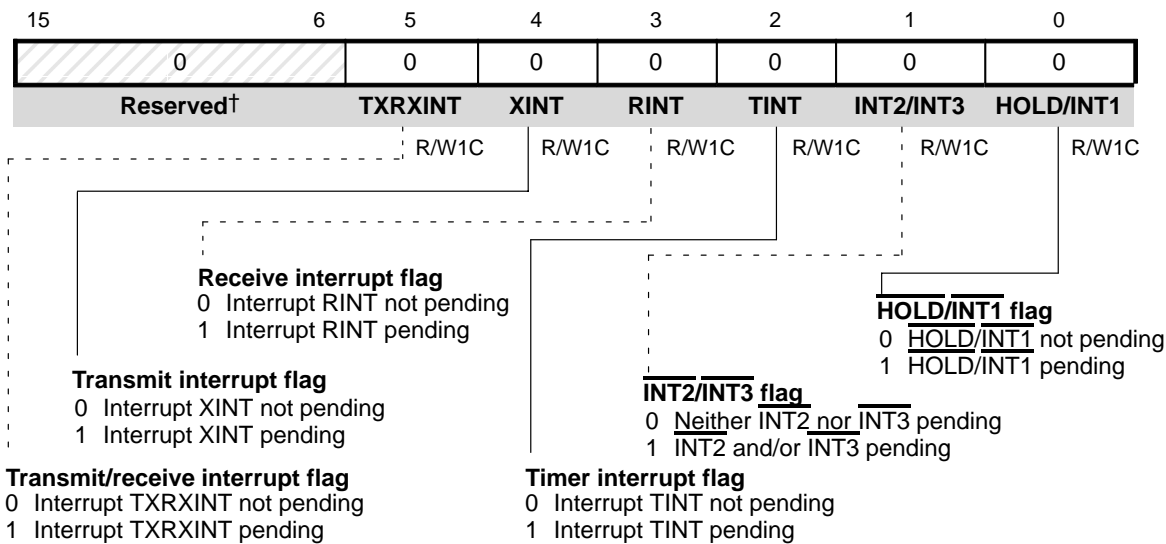 15 6 5 4 3 2 1 0
0 0 0 0 0 0 0
Reserved† TXRXINT XINT RINT TINT INT2/INT3 HOLD/INT1
R/W1C R/W1C R/W1C R/W1C R/W1C R/W1C
Receive interrupt flag
0 Interrupt RINT not pending
1 Interrupt RINT pending
HOLD/INT1 flag
0 HOLD/INT1 not pending
1 HOLD/INT1 pending
Transmit interrupt flag
0 Interrupt XINT not pending
1 Interrupt XINT pending
INT2/INT3 flag
0 Neither INT2 nor INT3 pending
1 INT2 and/or INT3 pending
Transmit/receive interrupt flag
0 Interrupt TXRXINT not pending
1 Interrupt TXRXINT pending
Timer interrupt flag
0 Interrupt TINT not pending
1 Interrupt TINT pending